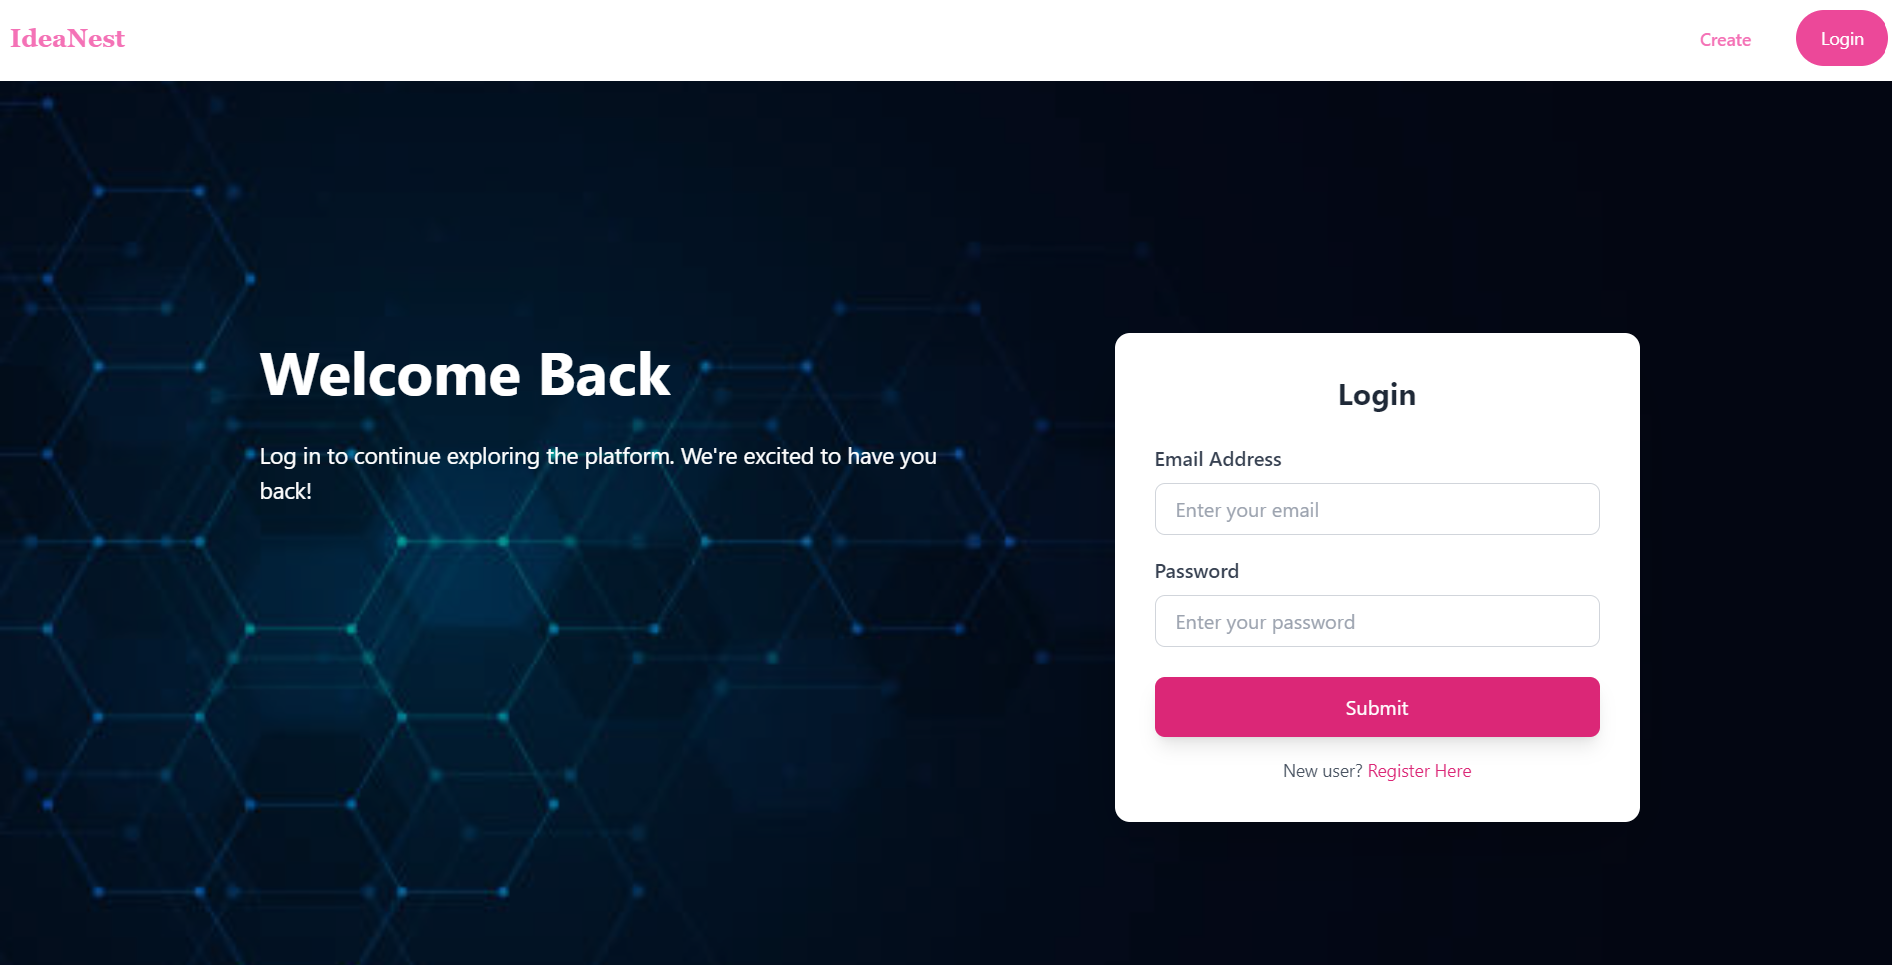 IdeaNest
Create
Login
Welcome Back
Log in to continue exploring the platform. We're excited to have you
back!
Login
Email Address
Enter your email
Password
Enter your password
Submit
New user? Register Here